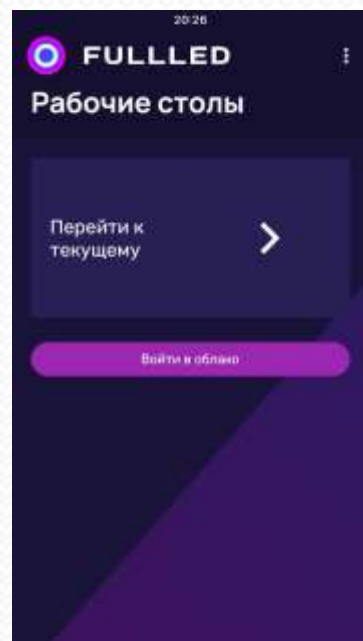 20:26
FULLLED
Рабочие столы
Перейти к
текущему
Войти в облако